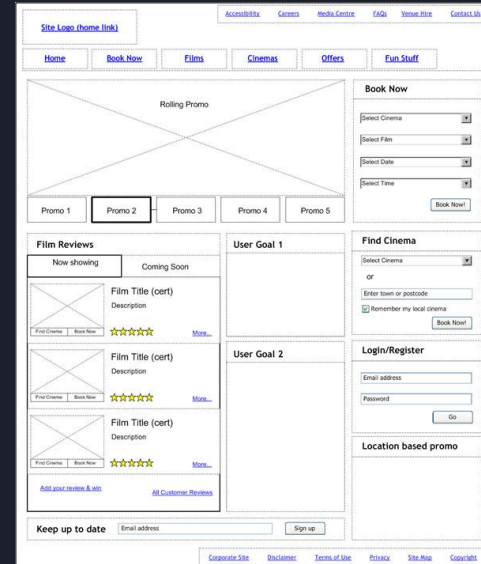 Accessibility Careers Media Centre FAQs Venue Hire Contact Us
Site Logo (home link)
Home Book Now Films Cinemas Offers Fun Stuff
Rolling Promo
Promo 1 Promo 2 Promo 3 Promo 4 Promo 5
Book Now
Select Cinema
Select Film
Select Date
Select Time
Book Now!
Film Reviews
Now showing Coming Soon
Film Title (cert)
Description
Find Cinema Book Now More...
Film Title (cert)
Description
Find Cinema Book Now More...
Film Title (cert)
Description
Find Cinema Book Now More...
Add your review & win All Customer Reviews
User Goal 1
User Goal 2
Find Cinema
Select Cinema
or
Enter town or postcode
Remember my local cinema
Book Now!
Login/Register
Email address
Password
Go
Location based promo
Keep up to date Email address Sign up
Corporate Site Disclaimer Terms of Use Privacy Site Map Copyright